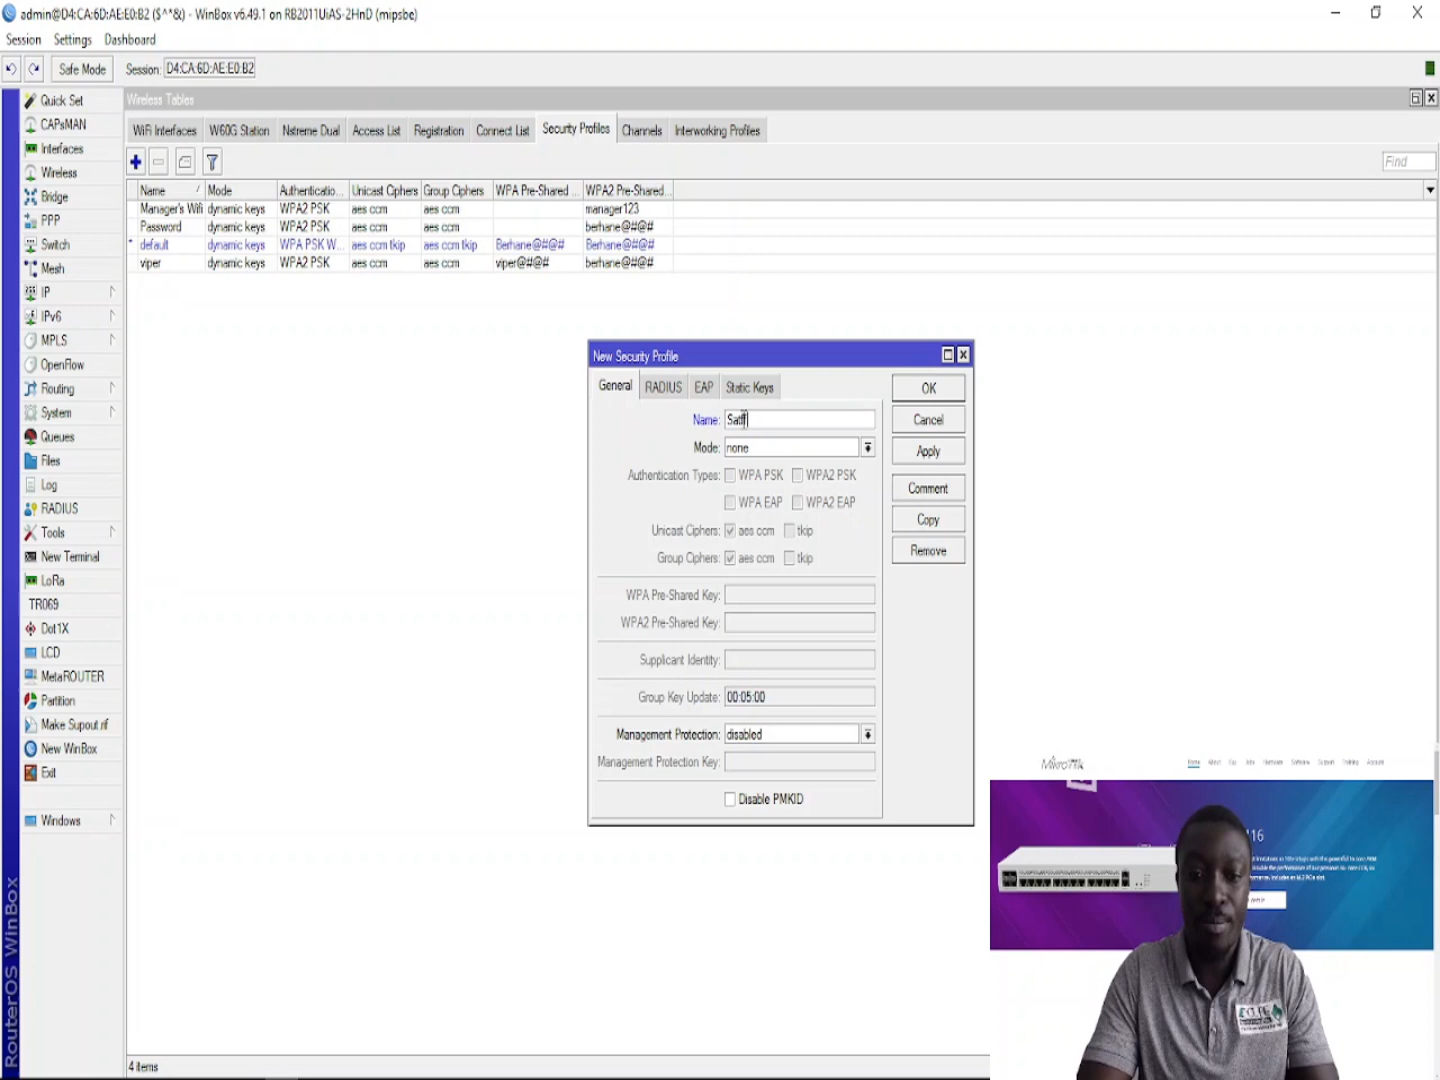 admin@D4:CA:6D:AE:E0:B2 ($^*&) - WinBox v6.49.1 on RB2011UiAS-2HnD (mipsbe)
Session Settings Dashboard
Safe Mode Session: D4:CA:6D:AE:E0:B2
Wireless Tables
WiFi Interfaces W60G Station Nstreme Dual Access List Registration Connect List Security Profiles Channels Interworking Profiles
Find
Name Mode Authenticatio... Unicast Ciphers Group Ciphers WPA Pre-Shared ... WPA2 Pre-Shared...
Manager's Wifi dynamic keys WPA2 PSK aes ccm aes ccm manager123
Password dynamic keys WPA2 PSK aes ccm aes ccm berhane@#@#
* default dynamic keys WPA PSK W... aes ccm tkip aes ccm tkip Berhane@#@# Berhane@#@#
viper dynamic keys WPA2 PSK aes ccm aes ccm viper@#@# berhane@#@#
Quick Set
CAPsMAN
Interfaces
Wireless
Bridge
PPP
Switch
Mesh
IP
IPv6
MPLS
OpenFlow
Routing
System
Queues
Files
Log
RADIUS
Tools
New Terminal
LoRa
TR069
Dot1X
LCD
MetaROUTER
Partition
Make Supout.rif
New WinBox
Exit
Windows
RouterOS WinBox
New Security Profile
General RADIUS EAP Static Keys
Name: Satff
Mode: none
Authentication Types: WPA PSK WPA2 PSK
WPA EAP WPA2 EAP
Unicast Ciphers: aes ccm tkip
Group Ciphers: aes ccm tkip
WPA Pre-Shared Key:
WPA2 Pre-Shared Key:
Supplicant Identity:
Group Key Update: 00:05:00
Management Protection: disabled
Management Protection Key:
Disable PMKID
OK
Cancel
Apply
Comment
Copy
Remove
4 items
MikroTik
Home About Buy Jobs Hardware Software Support Training Account